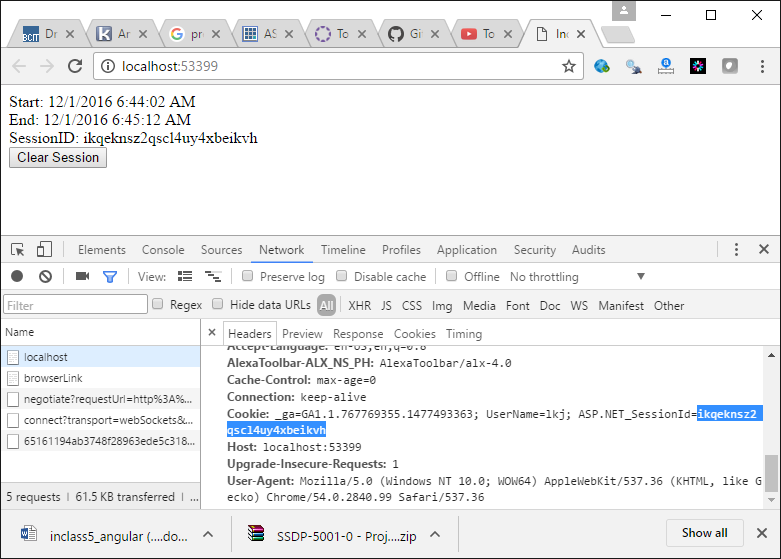 Dr
Ar
pr
AS
To
Git
To
Inc
localhost:53399
Start: 12/1/2016 6:44:02 AM
End: 12/1/2016 6:45:12 AM
SessionID: ikqeknsz2qscl4uy4xbeikvh
Clear Session
Elements Console Sources Network Timeline Profiles Application Security Audits
View: Preserve log Disable cache Offline No throttling
Filter Regex Hide data URLs All XHR JS CSS Img Media Font Doc WS Manifest Other
Name
Headers Preview Response Cookies Timing
localhost
browserLink
negotiate?requestUrl=http%3A%...
connect?transport=webSockets&...
65161194ab3748f28963ede5c318...
Accept-Language: en-US,en;q=0.8
AlexaToolbar-ALX_NS_PH: AlexaToolbar/alx-4.0
Cache-Control: max-age=0
Connection: keep-alive
Cookie: _ga=GA1.1.767769355.1477493363; UserName=lkj; ASP.NET_SessionId=ikqeknsz2
qscl4uy4xbeikvh
Host: localhost:53399
Upgrade-Insecure-Requests: 1
User-Agent: Mozilla/5.0 (Windows NT 10.0; WOW64) AppleWebKit/537.36 (KHTML, like G
ecko) Chrome/54.0.2840.99 Safari/537.36
5 requests | 61.5 KB transferred | ...
inclass5_angular (....do...
SSDP-5001-0 - Proj....zip
Show all